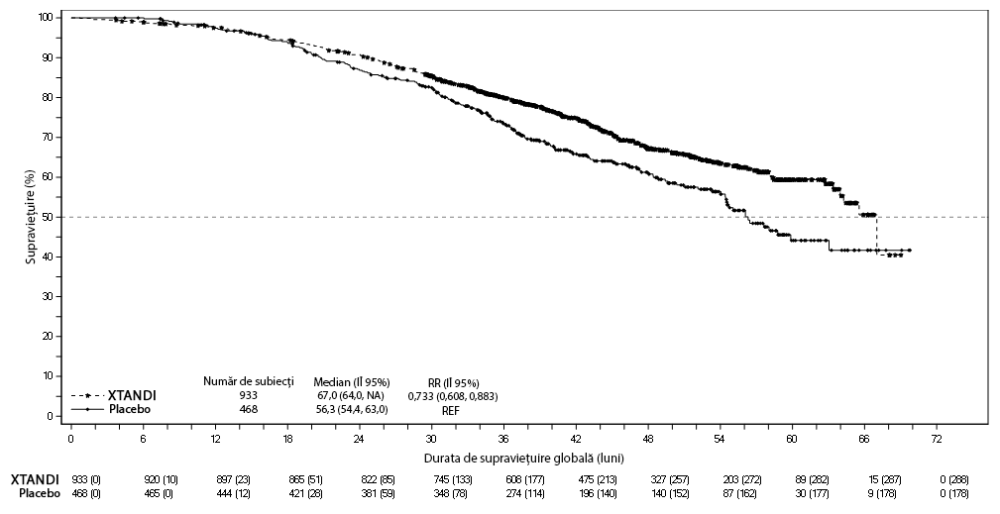 100
90
80
70
60
50
40
30
20
10
0
Supraviețuire (%)
Număr de subiecți Median (IÎ 95%) RR (IÎ 95%)
XTANDI 933 67,0 (64,0, NA) 0,733 (0,608, 0,883)
Placebo 468 56,3 (54,4, 63,0) REF
0 6 12 18 24 30 36 42 48 54 60 66 72
Durata de supraviețuire globală (luni)
XTANDI 933 (0) 920 (10) 897 (23) 865 (51) 822 (85) 745 (133) 608 (177) 475 (213) 327 (257) 203 (272) 89 (282) 15 (287) 0 (288)
Placebo 468 (0) 465 (0) 444 (12) 421 (28) 381 (59) 348 (78) 274 (114) 196 (140) 140 (152) 87 (162) 30 (177) 9 (178) 0 (178)